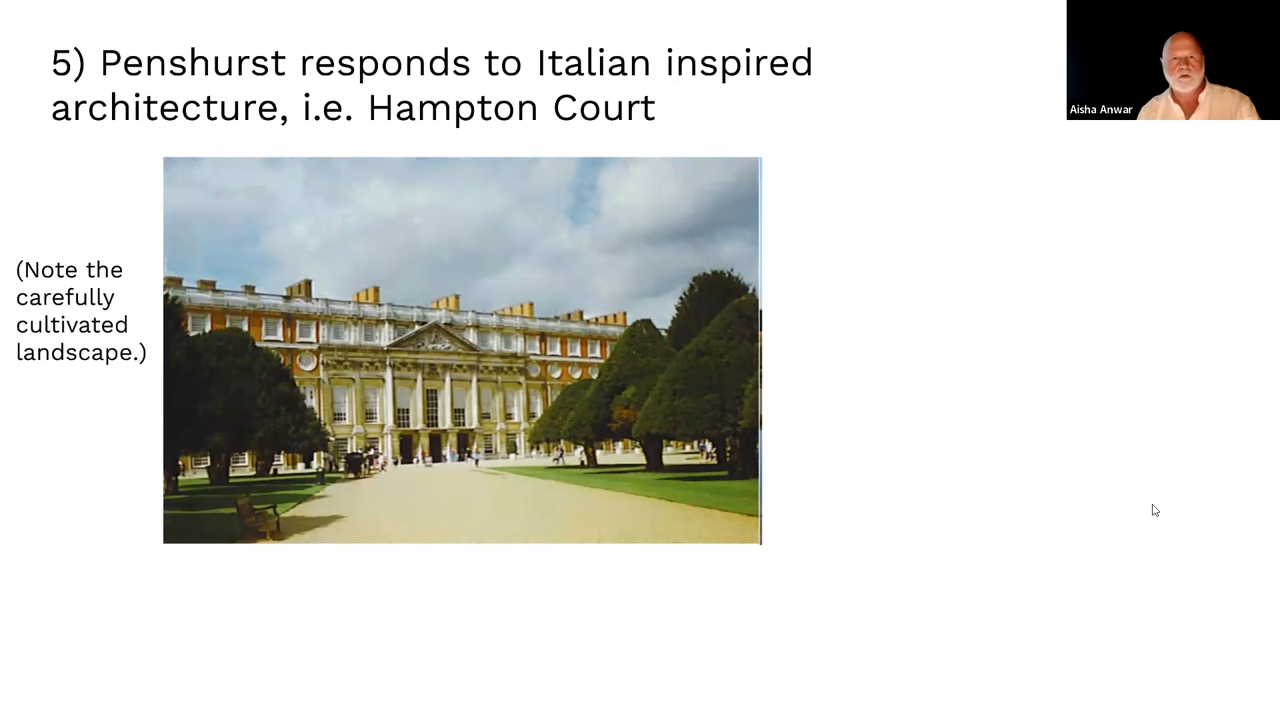 5) Penshurst responds to Italian inspired
architecture, i.e. Hampton Court
Aisha Anwar
(Note the
carefully
cultivated
landscape.)